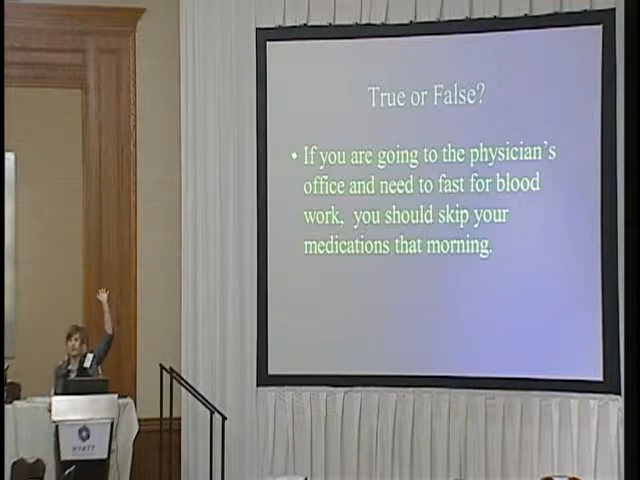 True or False?
• If you are going to the physician's
office and need to fast for blood
work, you should skip your
medications that morning.
HYATT